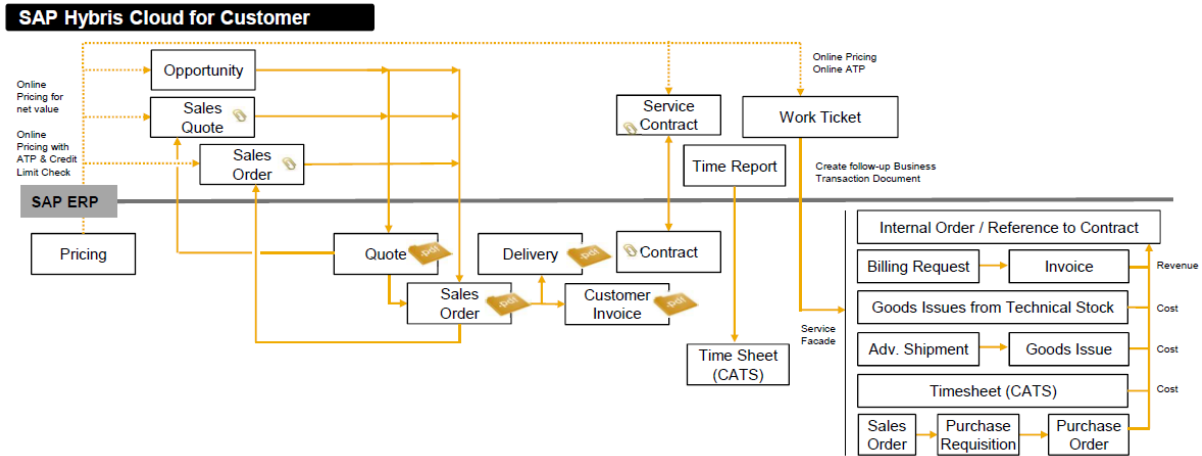 SAP Hybris Cloud for Customer
Opportunity
Online
Pricing for
net value
Sales
Quote
Online
Pricing with
ATP & Credit
Limit Check
Sales
Order
Online Pricing
Online ATP
Service
Contract
Work Ticket
Time Report
Create follow-up Business
Transaction Document
SAP ERP
Pricing
Quote
.pdf
Delivery
.pdf
Contract
Sales
Order
.pdf
Customer
Invoice
.pdf
Time Sheet
(CATS)
Service
Facade
Internal Order / Reference to Contract
Billing Request
Invoice
Revenue
Goods Issues from Technical Stock
Cost
Adv. Shipment
Goods Issue
Cost
Timesheet (CATS)
Cost
Sales
Order
Purchase
Requisition
Purchase
Order